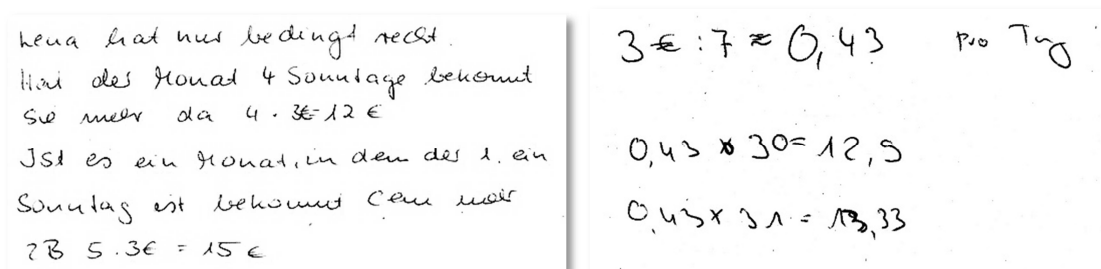 Lena hat nur bedingt recht.
Hat der Monat 4 Sonntage bekommt
Sie mehr da 4 · 3€=12 €
Ist es ein Monat, in dem der 1. ein
Sonntag ist bekommt Cem mehr
zB 5 · 3€ = 15 €
3 € : 7 ≈ 0,43 pro Tag
0,43 x 30 = 12,9
0,43 x 31 = 13,33